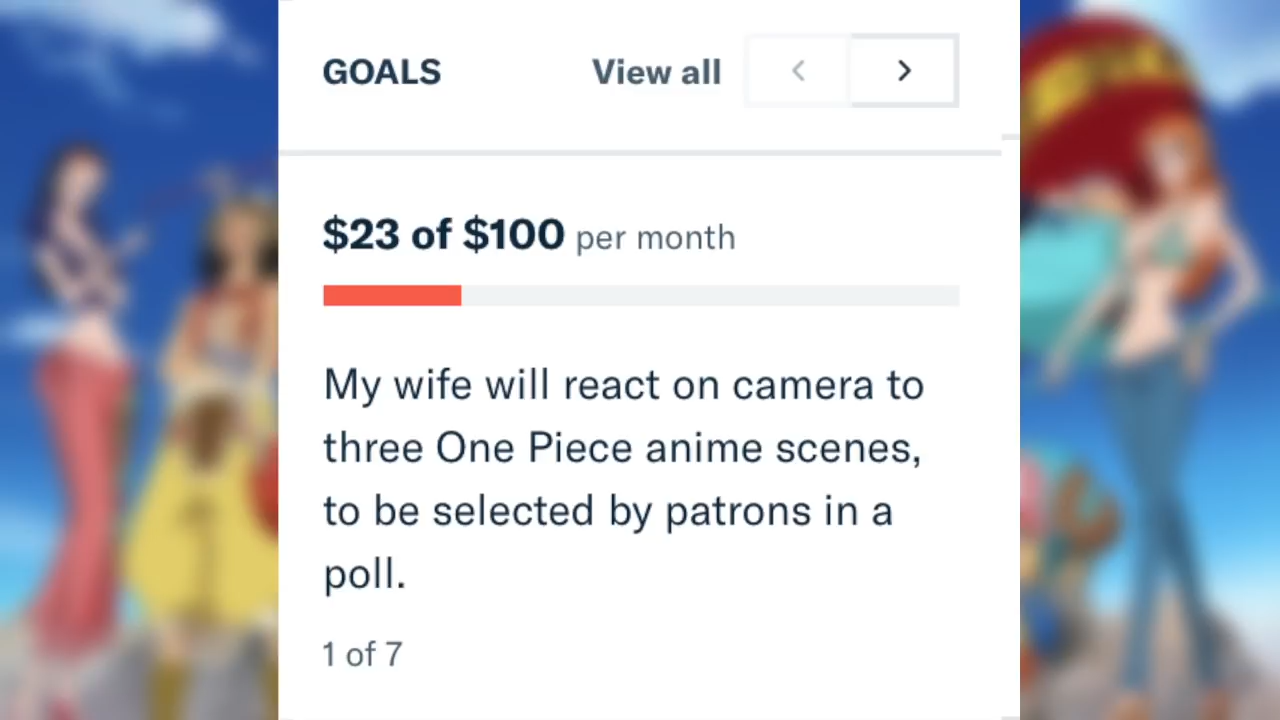 GOALS View all
$23 of $100 per month
My wife will react on camera to
three One Piece anime scenes,
to be selected by patrons in a
poll.
1 of 7